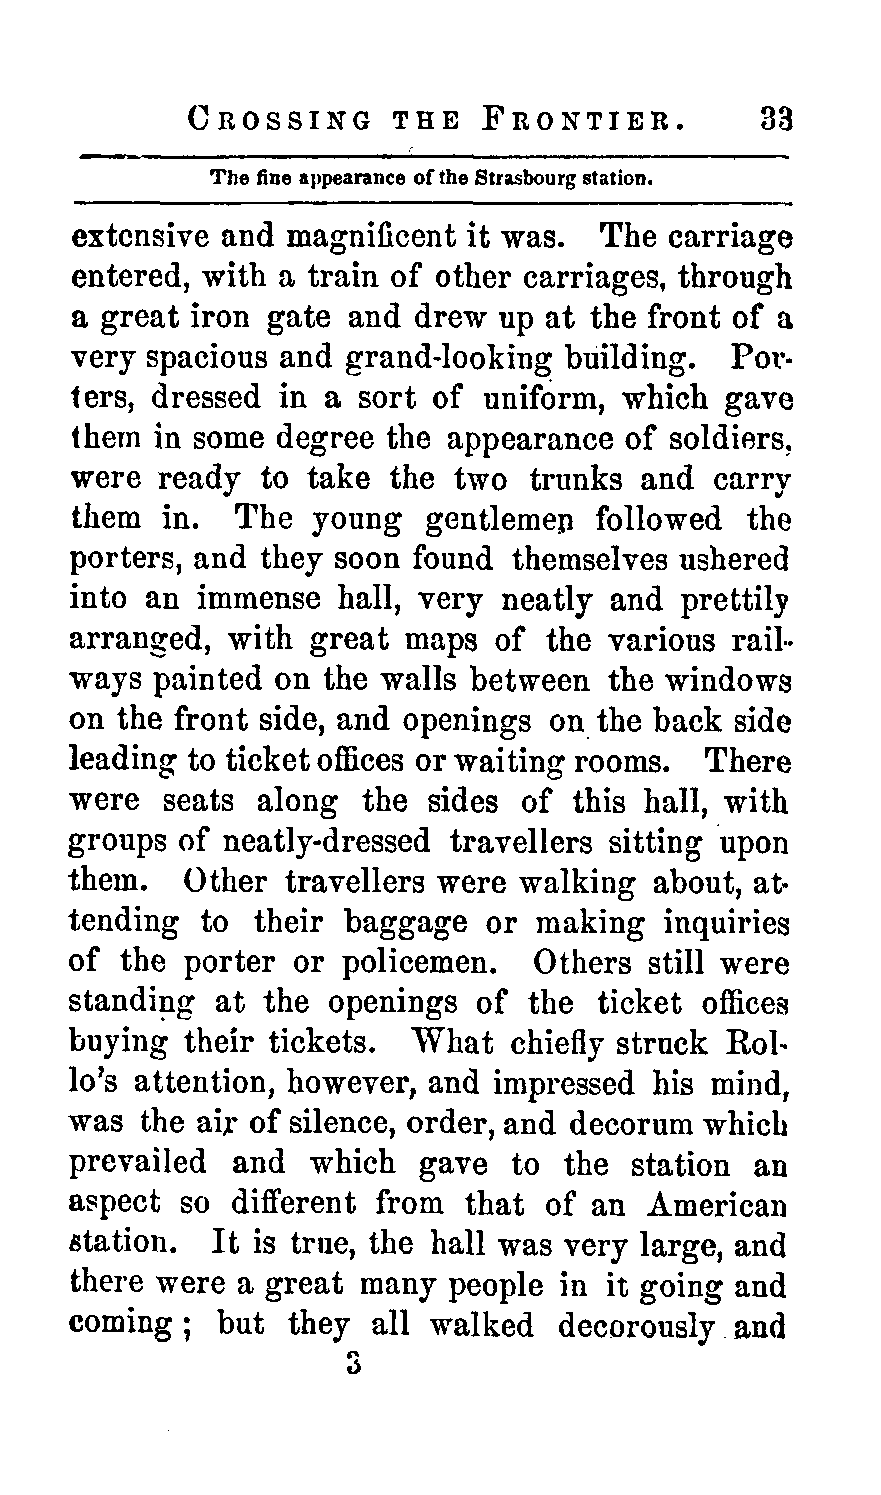 CROSSING THE FRONTIER. 33
The fine appearance of the Strasbourg station.
extensive and magnificent it was. The carriage
entered, with a train of other carriages, through
a great iron gate and drew up at the front of a
very spacious and grand-looking building. Por-
ters, dressed in a sort of uniform, which gave
them in some degree the appearance of soldiers,
were ready to take the two trunks and carry
them in. The young gentlemen followed the
porters, and they soon found themselves ushered
into an immense hall, very neatly and prettily
arranged, with great maps of the various rail-
ways painted on the walls between the windows
on the front side, and openings on the back side
leading to ticket offices or waiting rooms. There
were seats along the sides of this hall, with
groups of neatly-dressed travellers sitting upon
them. Other travellers were walking about, at-
tending to their baggage or making inquiries
of the porter or policemen. Others still were
standing at the openings of the ticket offices
buying their tickets. What chiefly struck Rol-
lo's attention, however, and impressed his mind,
was the air of silence, order, and decorum which
prevailed and which gave to the station an
aspect so different from that of an American
station. It is true, the hall was very large, and
there were a great many people in it going and
coming; but they all walked decorously and
3